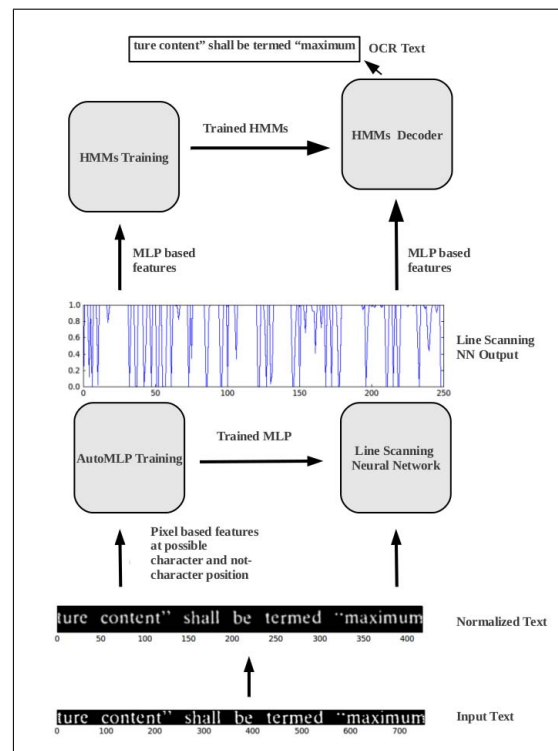 ture content” shall be termed “maximum
OCR Text
Trained HMMs
HMMs Training
HMMs Decoder
MLP based
features
MLP based
features
1.0
0.8
0.6
0.4
0.2
0.0
0 50 100 150 200 250
Line Scanning
NN Output
Trained MLP
AutoMLP Training
Line Scanning
Neural Network
Pixel based features
at possible
character and not-
character position
ture content” shall be termed “maximum
0 50 100 150 200 250 300 350 400
Normalized Text
ture content” shall be termed “maximum
0 100 200 300 400 500 600 700
Input Text